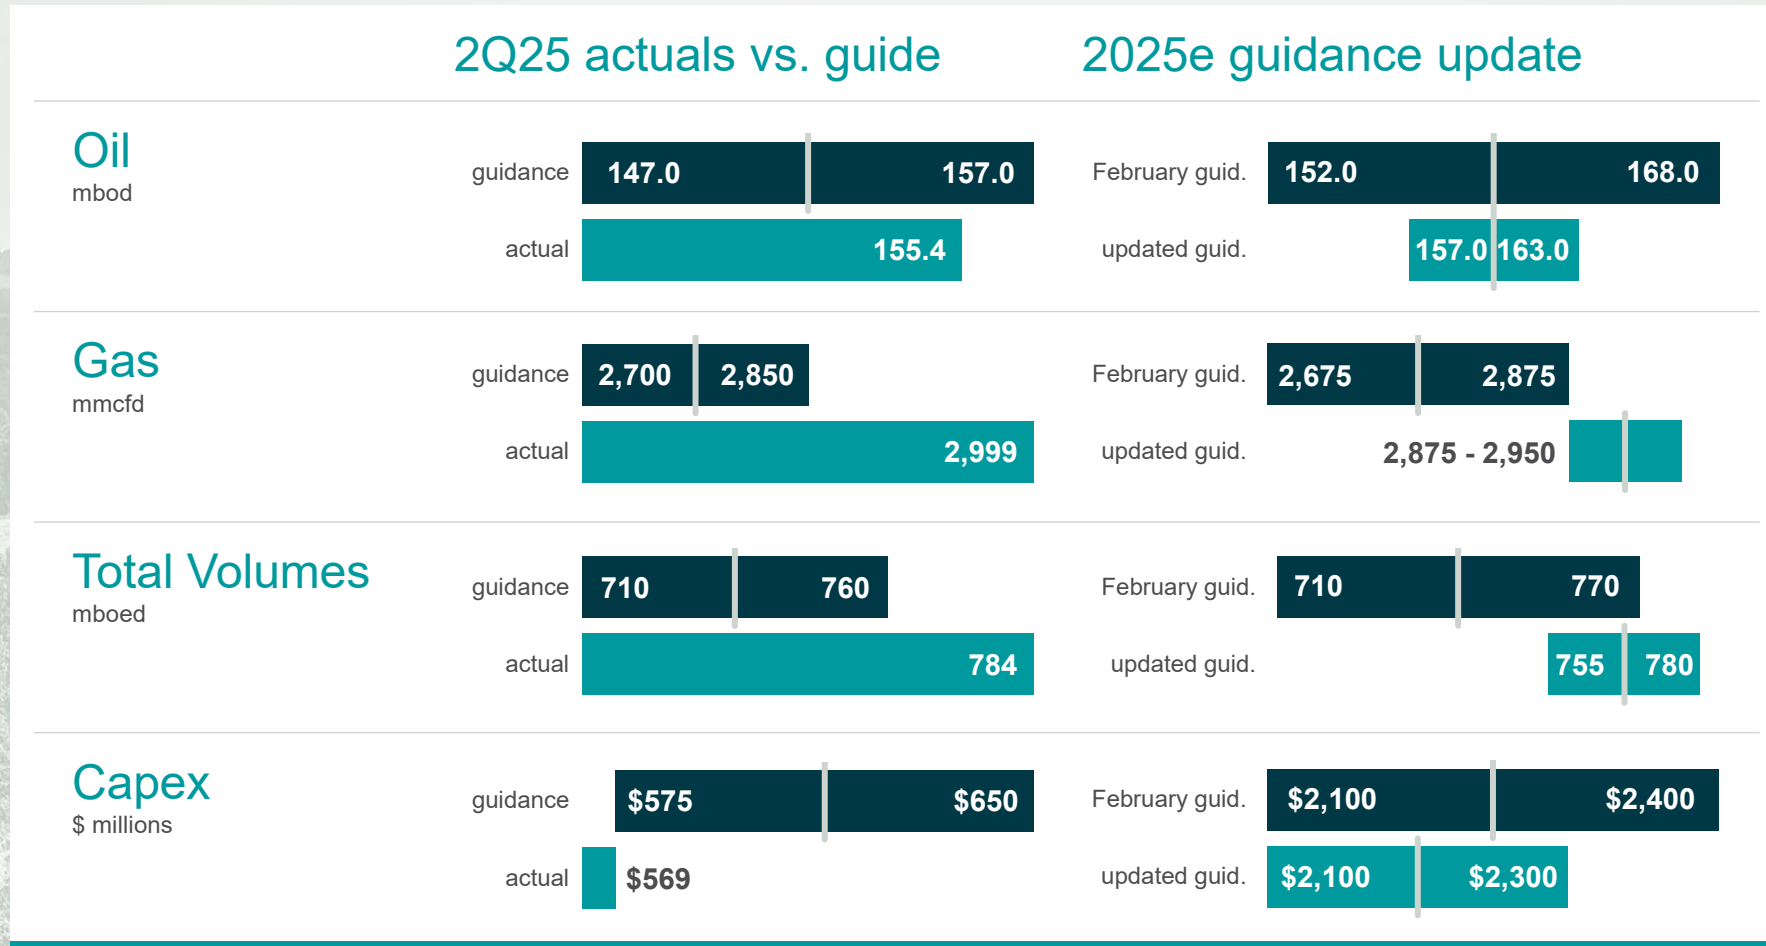 2Q25 actuals vs. guide
2025e guidance update
Oil
mbod
guidance
147.0
157.0
actual
155.4
February guid.
152.0
168.0
updated guid.
157.0
163.0
Gas
mmcfd
guidance
2,700
2,850
actual
2,999
February guid.
2,675
2,875
updated guid.
2,875 - 2,950
Total Volumes
mboed
guidance
710
760
actual
784
February guid.
710
770
updated guid.
755
780
Capex
$ millions
guidance
$575
$650
actual
$569
February guid.
$2,100
$2,400
updated guid.
$2,100
$2,300